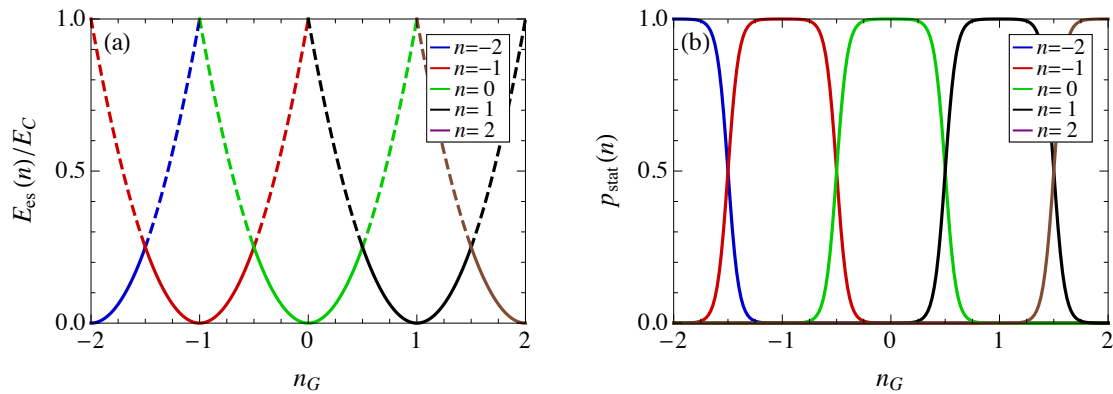 (a)
E_es(n)/E_C
1.0
0.5
0.0
n=−2
n=−1
n= 0
n= 1
n= 2
−2 −1 0 1 2
n_G
(b)
p_stat(n)
1.0
0.5
0.0
n=−2
n=−1
n= 0
n= 1
n= 2
−2 −1 0 1 2
n_G